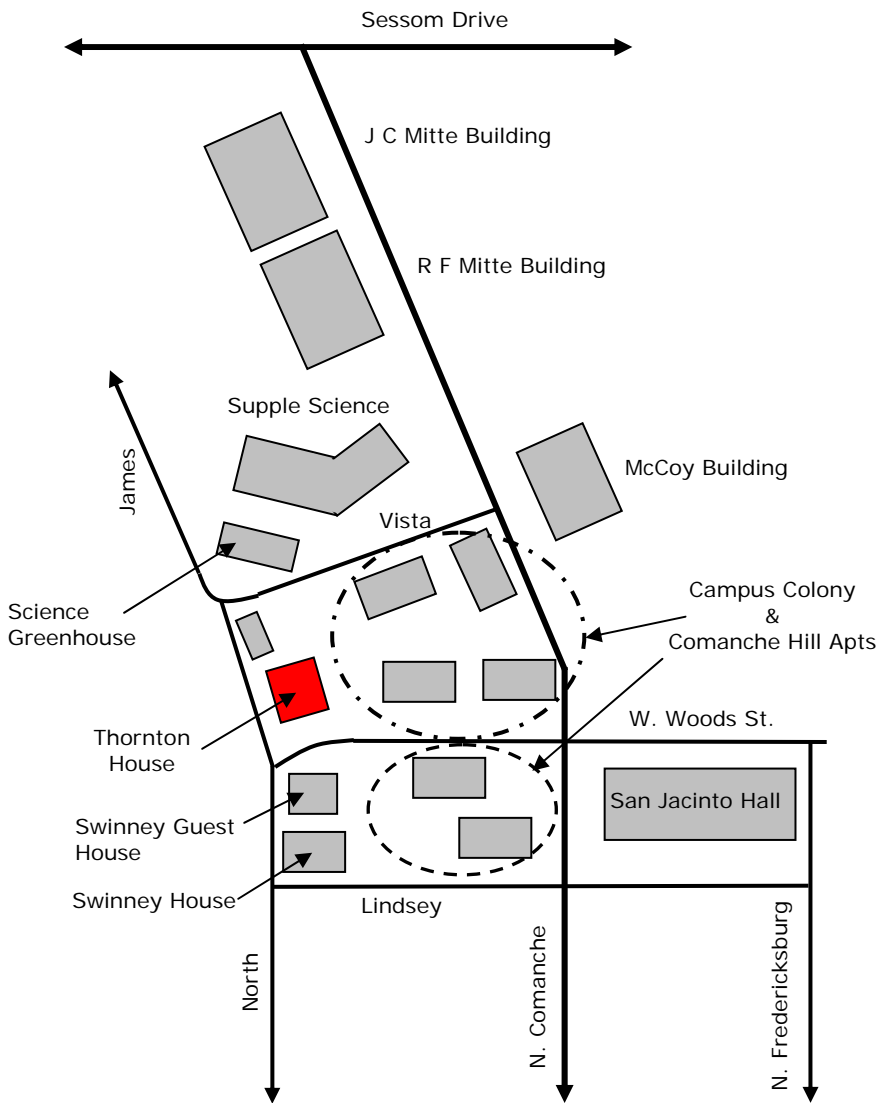 Sessom Drive
J C Mitte Building
R F Mitte Building
Supple Science
McCoy Building
James
Vista
Science
Greenhouse
Campus Colony
&
Comanche Hill Apts
W. Woods St.
Thornton
House
San Jacinto Hall
Swinney Guest
House
Swinney House
Lindsey
North
N. Comanche
N. Fredericksburg